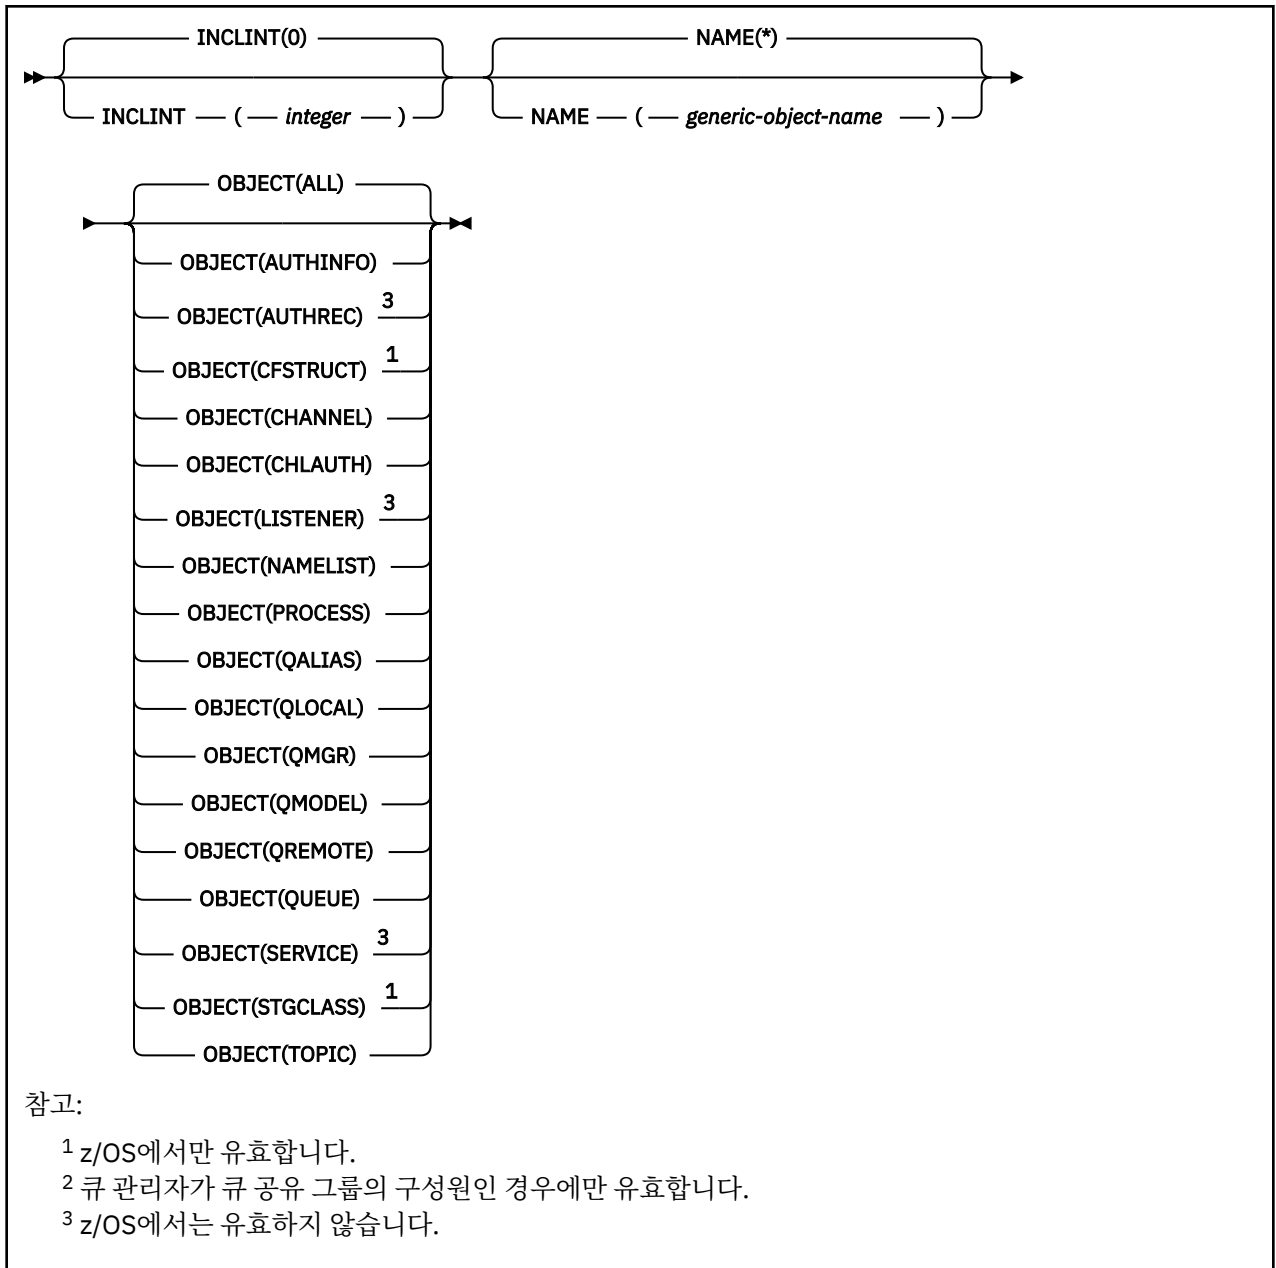 INCLINT(0) NAME(*)
INCLINT ( integer ) NAME ( generic-object-name )
OBJECT(ALL)
OBJECT(AUTHINFO)
OBJECT(AUTHREC) 3
OBJECT(CFSTRUCT) 1
OBJECT(CHANNEL)
OBJECT(CHLAUTH)
OBJECT(LISTENER) 3
OBJECT(NAMELIST)
OBJECT(PROCESS)
OBJECT(QALIAS)
OBJECT(QLOCAL)
OBJECT(QMGR)
OBJECT(QMODEL)
OBJECT(QREMOTE)
OBJECT(QUEUE)
OBJECT(SERVICE) 3
OBJECT(STGCLASS) 1
OBJECT(TOPIC)
참고:
1 z/OS에서만 유효합니다.
2 큐 관리자가 큐 공유 그룹의 구성원인 경우에만 유효합니다.
3 z/OS에서는 유효하지 않습니다.